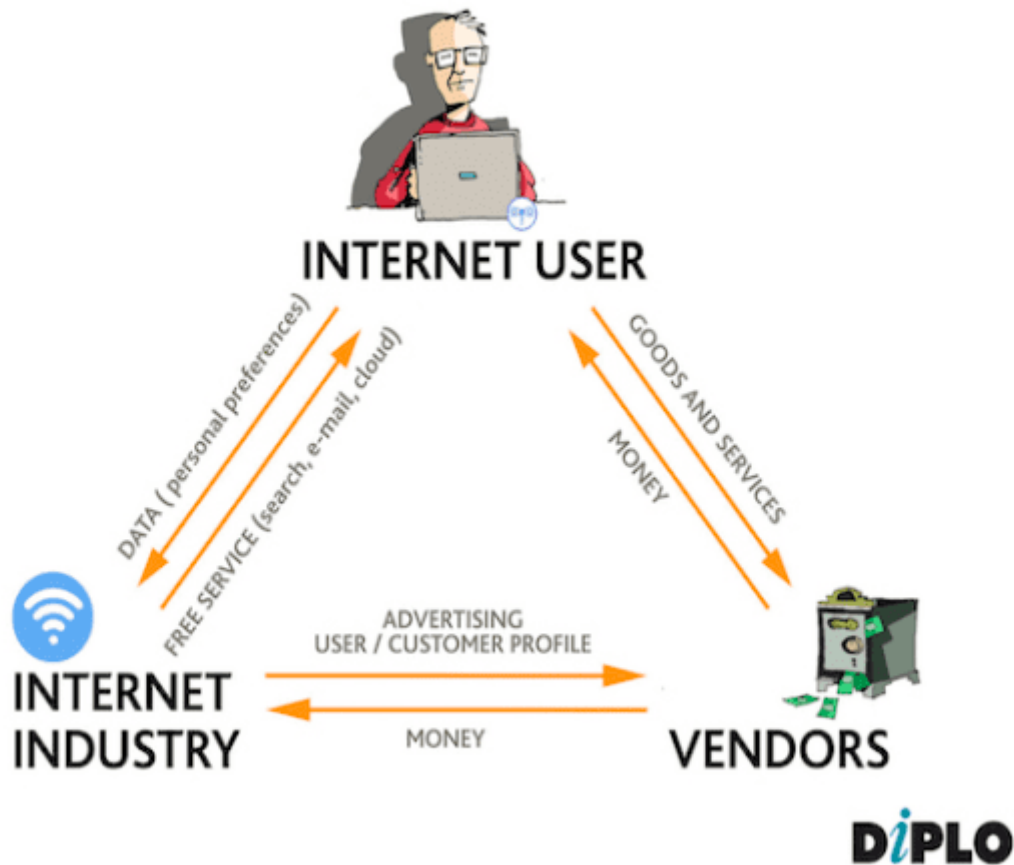 INTERNET USER
DATA ( personal preferences)
FREE SERVICE (search, e-mail, cloud)
GOODS AND SERVICES
MONEY
ADVERTISING
USER / CUSTOMER PROFILE
MONEY
INTERNET
INDUSTRY
VENDORS
DiPLO